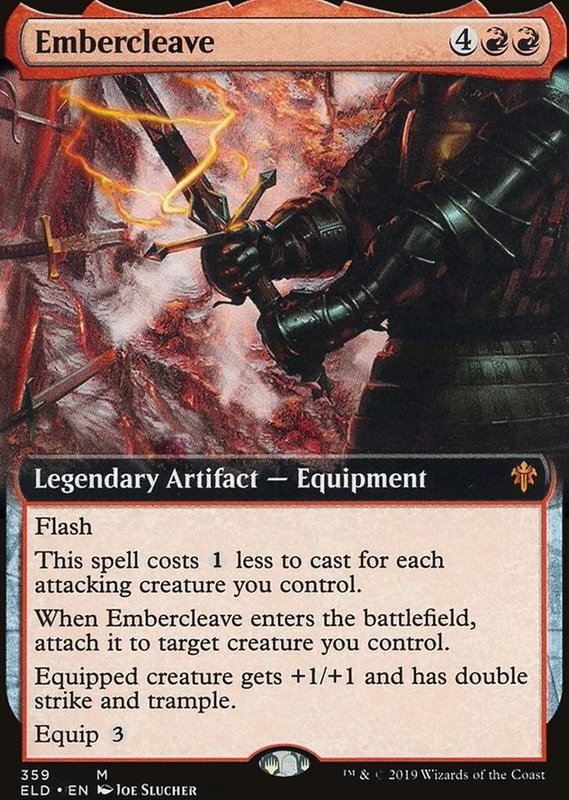 Embercleave 4
Legendary Artifact — Equipment
Flash
This spell costs 1 less to cast for each
attacking creature you control.
When Embercleave enters the battlefield,
attach it to target creature you control.
Equipped creature gets +1/+1 and has double
strike and trample.
Equip 3
359 M
ELD • EN Joe Slucher
™ & © 2019 Wizards of the Coast